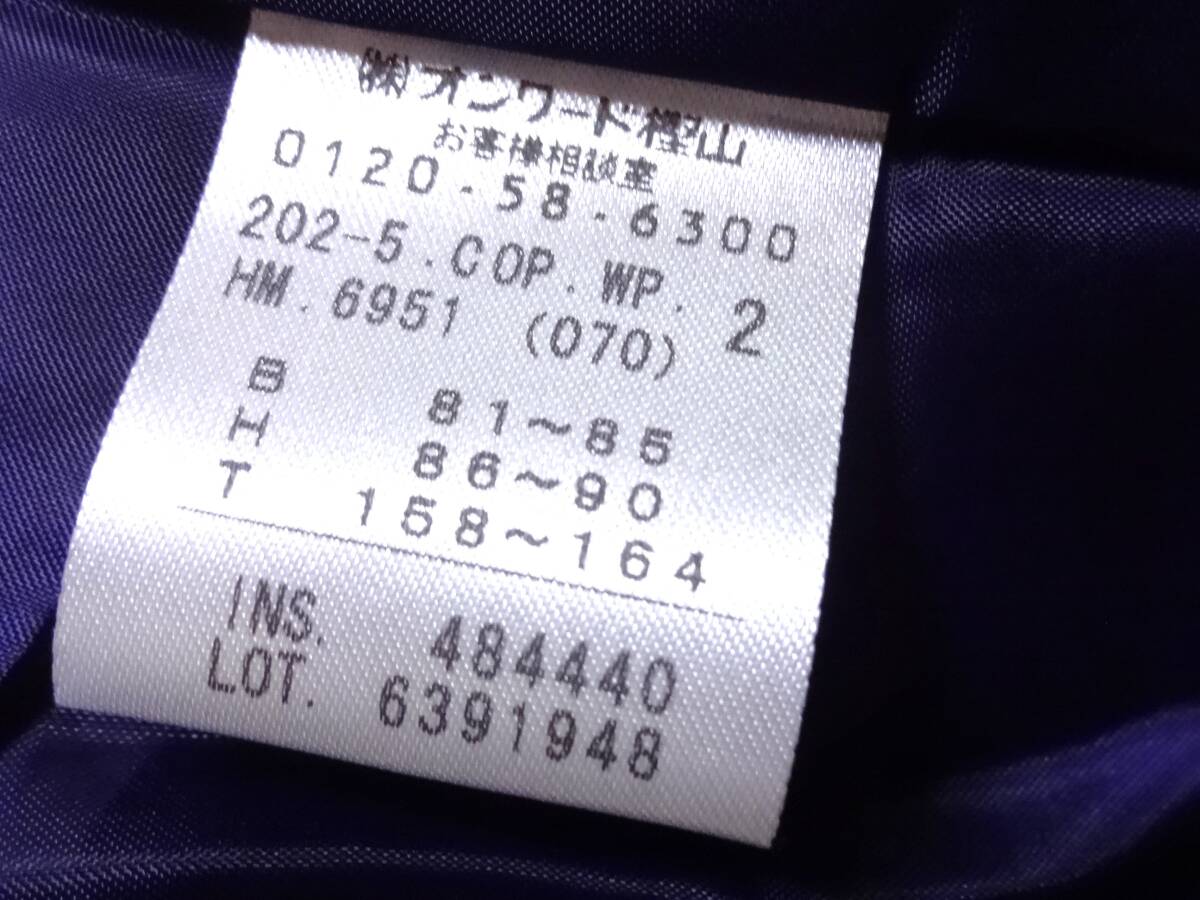 ㈱オンワード樫山
お客様相談室
0120-58-6300
202-5.COP.WP. 2
HM.6951 (070)
B 81~85
H 86~90
T 158~164
INS. 484440
LOT. 6391948